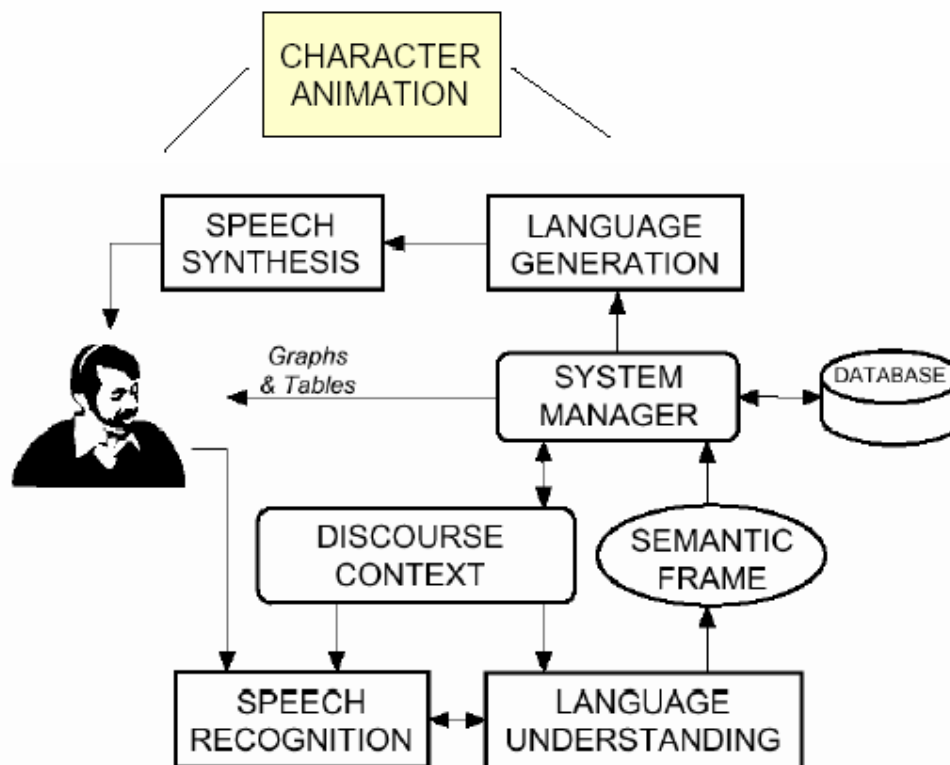 CHARACTER
ANIMATION
SPEECH
SYNTHESIS
LANGUAGE
GENERATION
Graphs
& Tables
SYSTEM
MANAGER
DATABASE
DISCOURSE
CONTEXT
SEMANTIC
FRAME
SPEECH
RECOGNITION
LANGUAGE
UNDERSTANDING